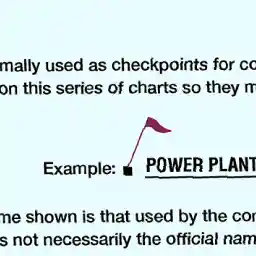 mally used as checkpoints for co
on this series of charts so they m
Example: POWER PLANT
me shown is that used by the con
s not necessarily the official nam